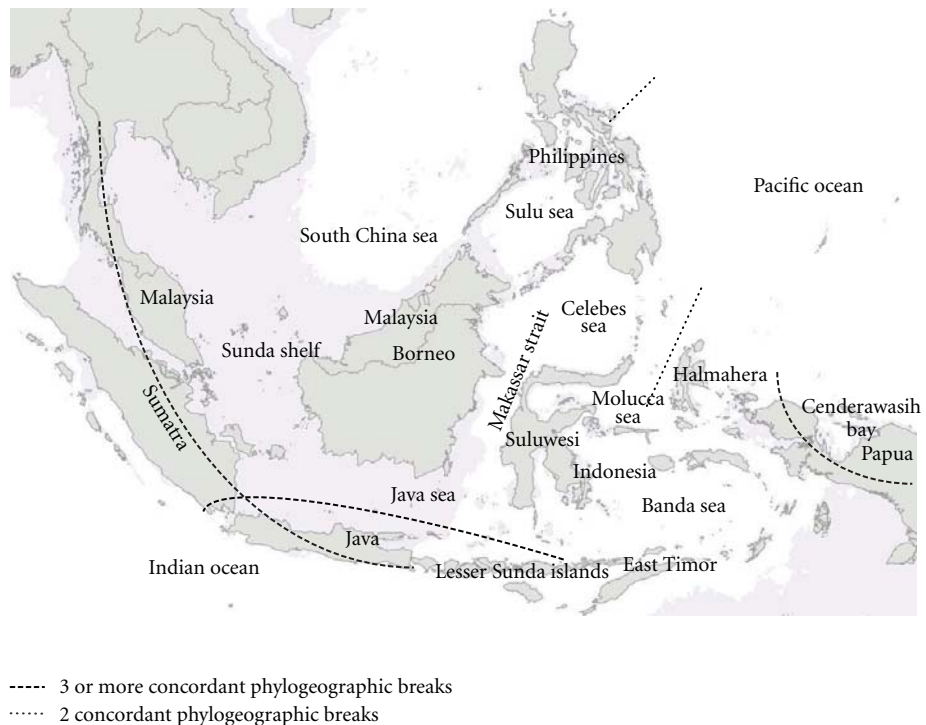 Philippines
Pacific ocean
Sulu sea
South China sea
Malaysia
Celebes
sea
Malaysia
Borneo
Sunda shelf
Makassar strait
Halmahera
Molucca
sea
Cenderawasih
bay
Papua
Sumatra
Suluwesi
Indonesia
Java sea
Banda sea
Java
Indian ocean
Lesser Sunda islands
East Timor
3 or more concordant phylogeographic breaks
2 concordant phylogeographic breaks